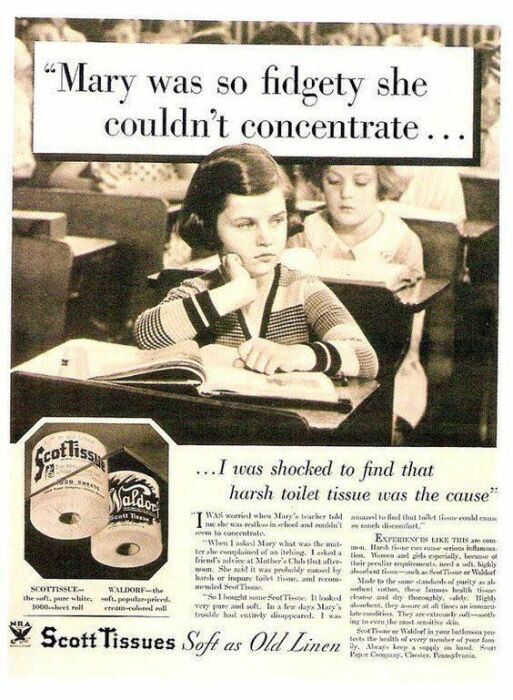 "Mary was so fidgety she
couldn't concentrate...
...I was shocked to find that
harsh toilet tissue was the cause"
"I WAS worried when Mary's teacher told
me she was restless in school and couldn't
seem to concentrate.
"When I asked Mary what was the mat-
ter she complained of an itching. I asked a
friend's advice at Mother's Club that after-
noon. She said it was probably caused by
harsh or impure toilet tissue, and recom-
mended ScotTissue.
"So I bought some ScotTissue. It looked
very pure and soft. In a few days Mary's
trouble had entirely disappeared. I was
amazed to find that toilet tissue could cause
so much discomfort."
EXPERIENCES LIKE THIS are com-
mon. Harsh tissue can cause serious inflamma-
tion. Women and girls especially, because of
their peculiar requirements, need a soft, highly
absorbent tissue—such as ScotTissue or Waldorf
Made to the same standards of purity as ab-
sorbent cotton, these famous health tissues
cleanse and dry thoroughly, safely. Highly
absorbent, they assure at all times an immacu-
late condition. They are extremely soft—sooth-
ing to even the most sensitive skin.
ScotTissue or Waldorf in your bathroom pro-
tects the health of every member of your fam-
ily. Always keep a supply on hand. Scott
Paper Company, Chester, Pennsylvania.
ScotTissue
Waldorf
Scott Tissue
SCOTTISSUE—
the soft, pure white,
1000-sheet roll
WALDORF—the
soft, popular-priced,
cream-colored roll
NRA
Scott Tissues Soft as Old Linen